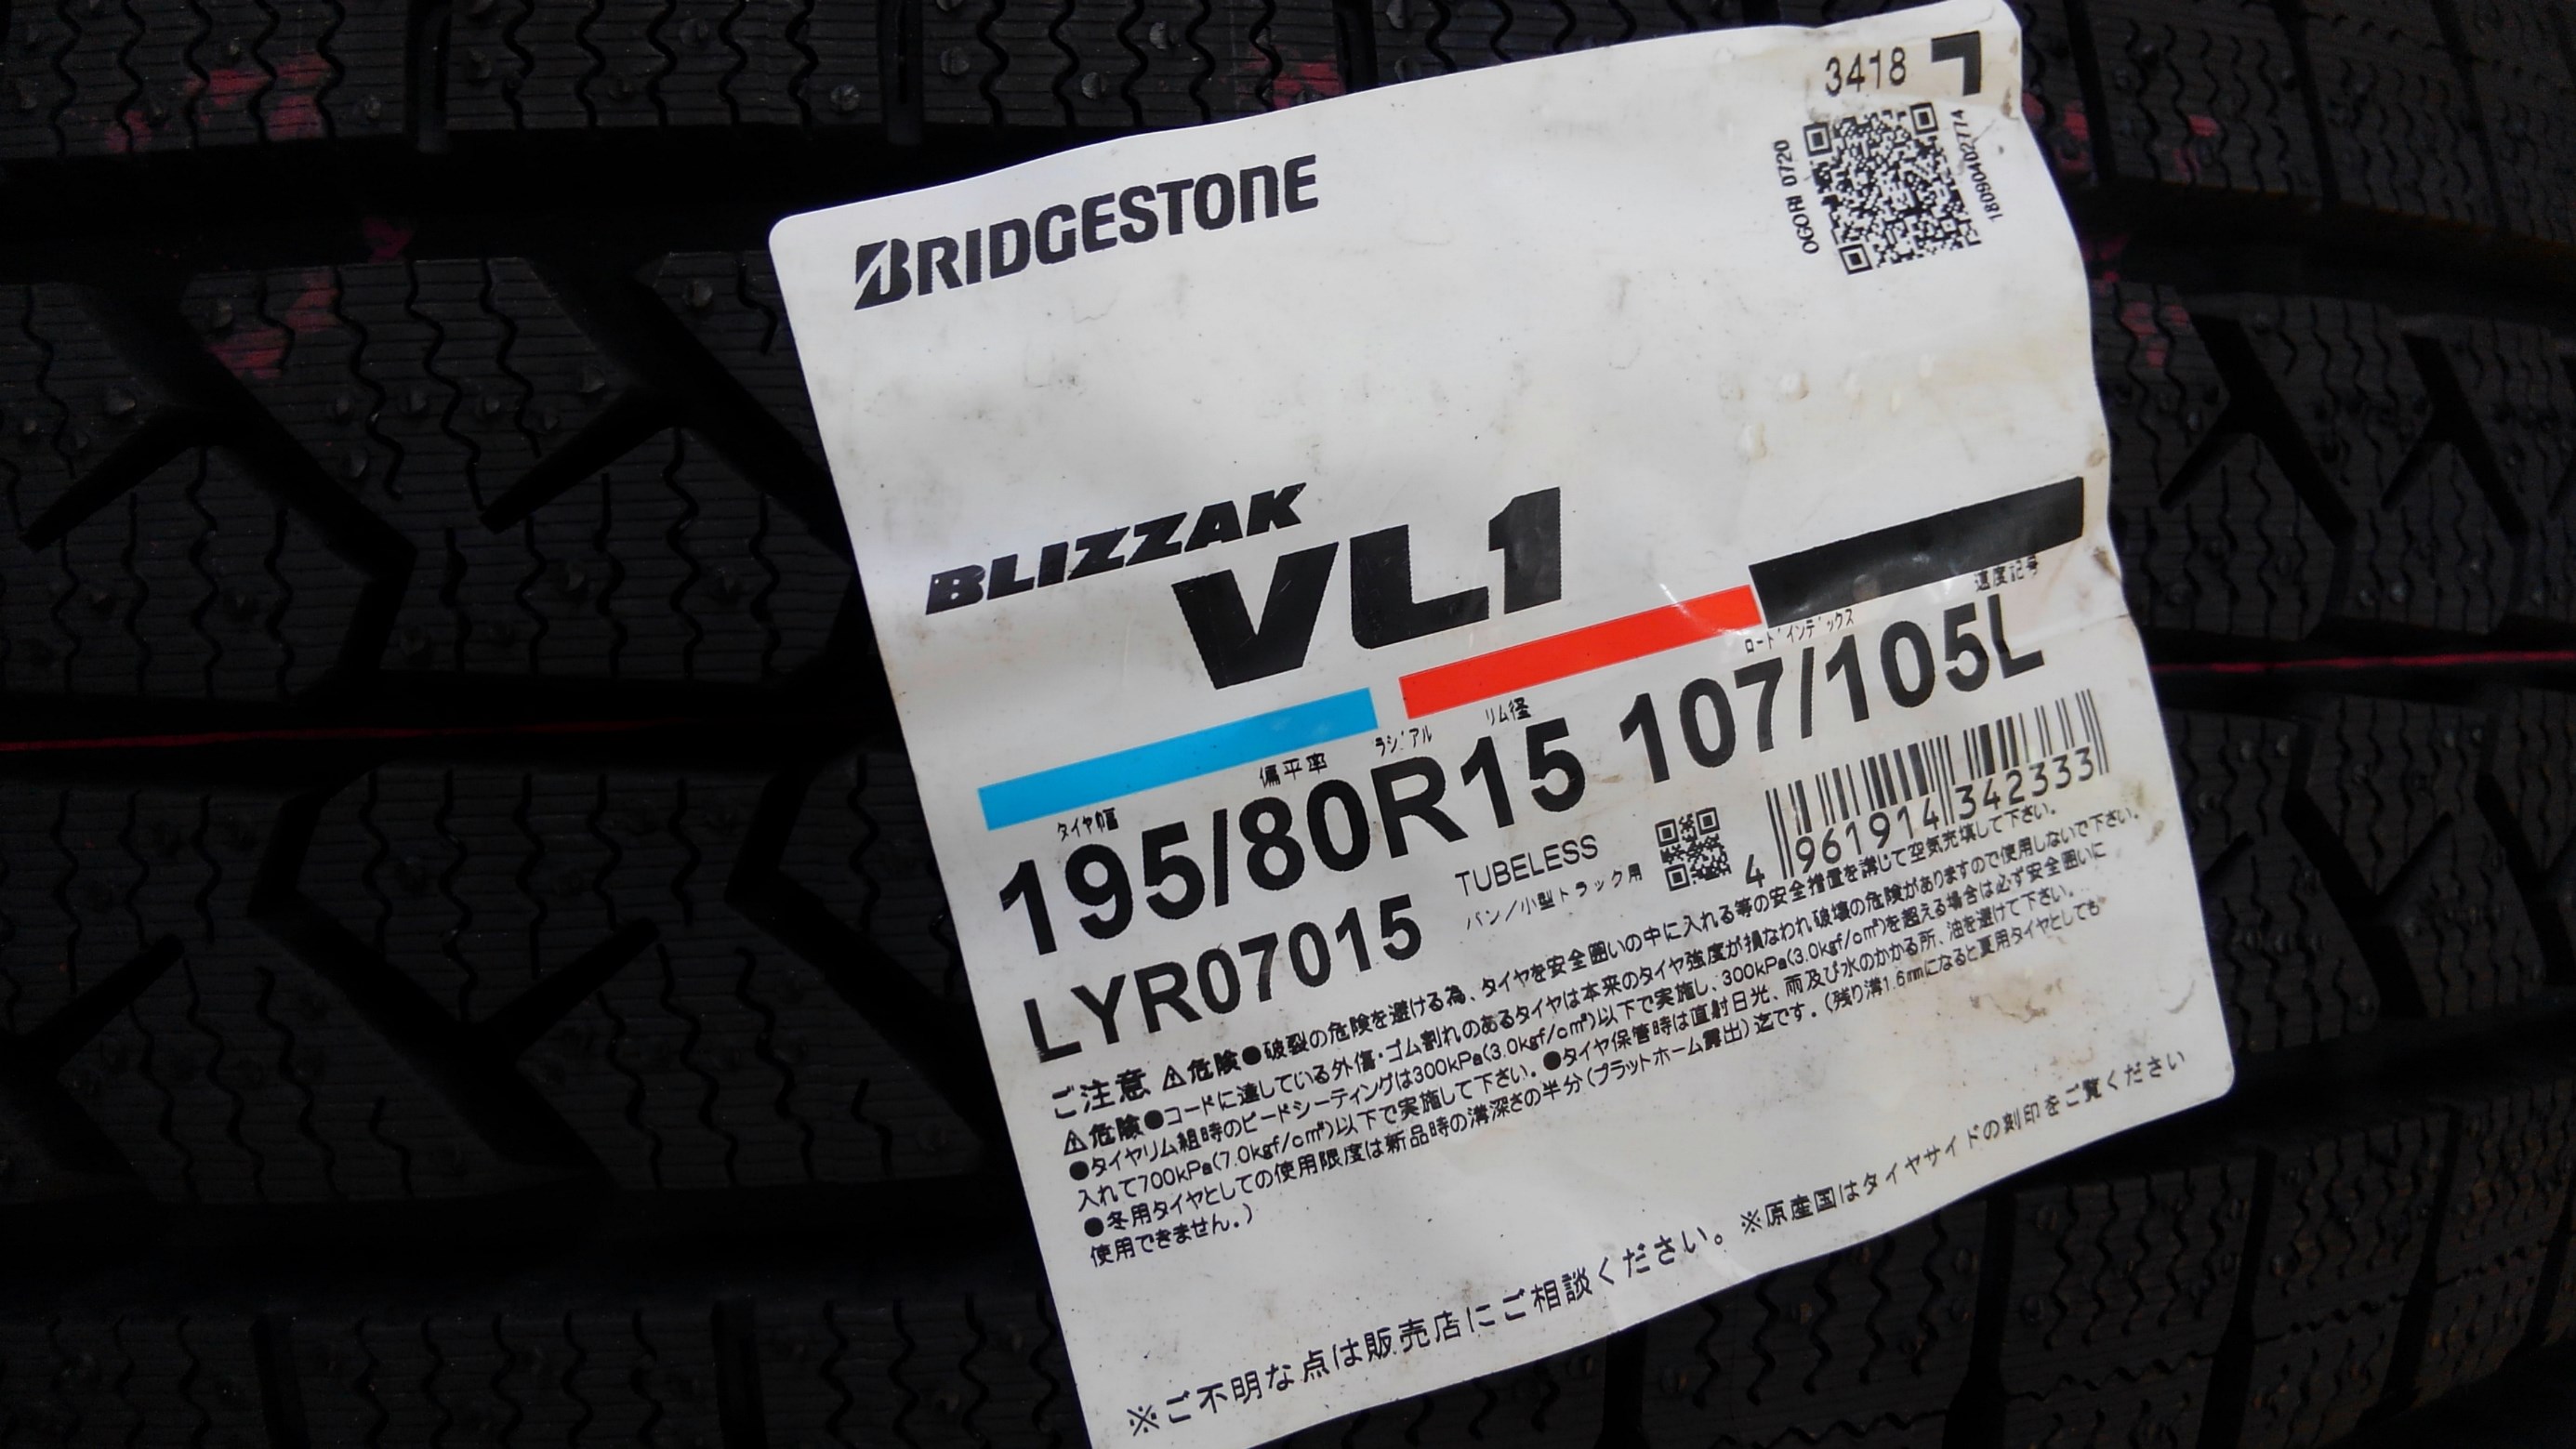 3418
OGOHN 0720
180904022774
BRIDGESTONE
BLIZZAK
VL1
タイヤ幅 偏平率 ラジアル リム径 ロードインデックス 速度記号
195/80R15 107/105L
LYR07015
TUBELESS
バン/小型トラック用
4 961914 342333
ご注意 ⚠危険●破裂の危険を避ける為、タイヤを安全囲いの中に入れる等の安全措置を講じて空気充填して下さい。
⚠危険●コードに達している外傷・ゴム割れのあるタイヤは本来のタイヤ強度が損なわれ破壊の危険がありますので使用しないで下さい。
●タイヤリム組時のビードシーティングは300kPa(3.0kgf/c㎡)以下で実施し、300kPa(3.0kgf/c㎡)を超える場合は必ず安全囲いに
入れて700kPa(7.0kgf/c㎡)以下で実施して下さい。●タイヤ保管時は直射日光、雨及び水のかかる所、油を避けて下さい。
●冬用タイヤとしての使用限度は新品時の溝深さの半分(プラットホーム露出)迄です。(残り溝1.6㎜になると夏用タイヤとしても
使用できません。)
※ご不明な点は販売店にご相談ください。※原産国はタイヤサイドの刻印をご覧ください